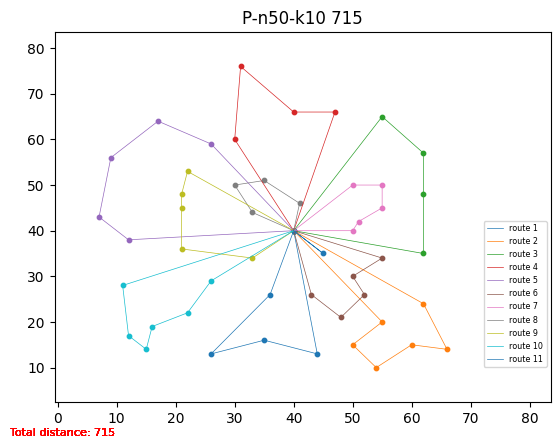 P-n50-k10 715
80
70
60
50
40
30
20
10
0 10 20 30 40 50 60 70 80
route 1
route 2
route 3
route 4
route 5
route 6
route 7
route 8
route 9
route 10
route 11
Total distance: 715